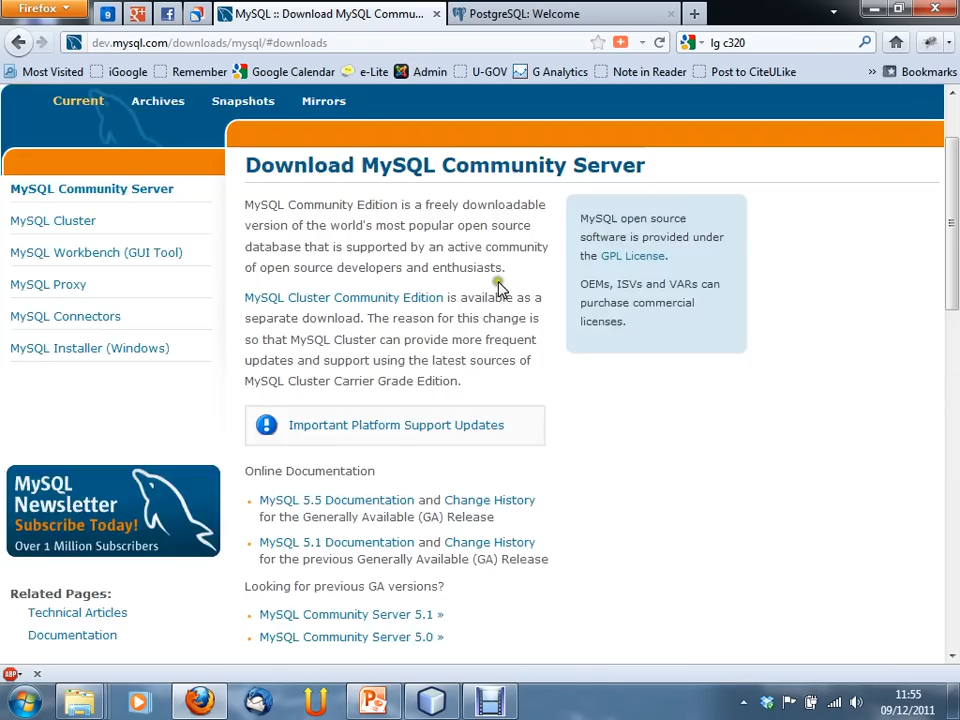 Firefox
9
MySQL :: Download MySQL Commu...
PostgreSQL: Welcome
dev.mysql.com/downloads/mysql/#downloads
lg c320
Most Visited
iGoogle
Remember
Google Calendar
e-Lite
Admin
U-GOV
G Analytics
Note in Reader
Post to CiteULike
»
Bookmarks
Current
Archives
Snapshots
Mirrors
Download MySQL Community Server
MySQL Community Server
MySQL Cluster
MySQL Workbench (GUI Tool)
MySQL Proxy
MySQL Connectors
MySQL Installer (Windows)
MySQL Community Edition is a freely downloadable
version of the world's most popular open source
database that is supported by an active community
of open source developers and enthusiasts.
MySQL Cluster Community Edition is available as a
separate download. The reason for this change is
so that MySQL Cluster can provide more frequent
updates and support using the latest sources of
MySQL Cluster Carrier Grade Edition.
MySQL open source
software is provided under
the GPL License.
OEMs, ISVs and VARs can
purchase commercial
licenses.
Important Platform Support Updates
Online Documentation
MySQL 5.5 Documentation and Change History
for the Generally Available (GA) Release
MySQL 5.1 Documentation and Change History
for the previous Generally Available (GA) Release
Looking for previous GA versions?
MySQL Community Server 5.1 »
MySQL Community Server 5.0 »
MySQL
Newsletter
Subscribe Today!
Over 1 Million Subscribers
Related Pages:
Technical Articles
Documentation
ABP
11:55
09/12/2011